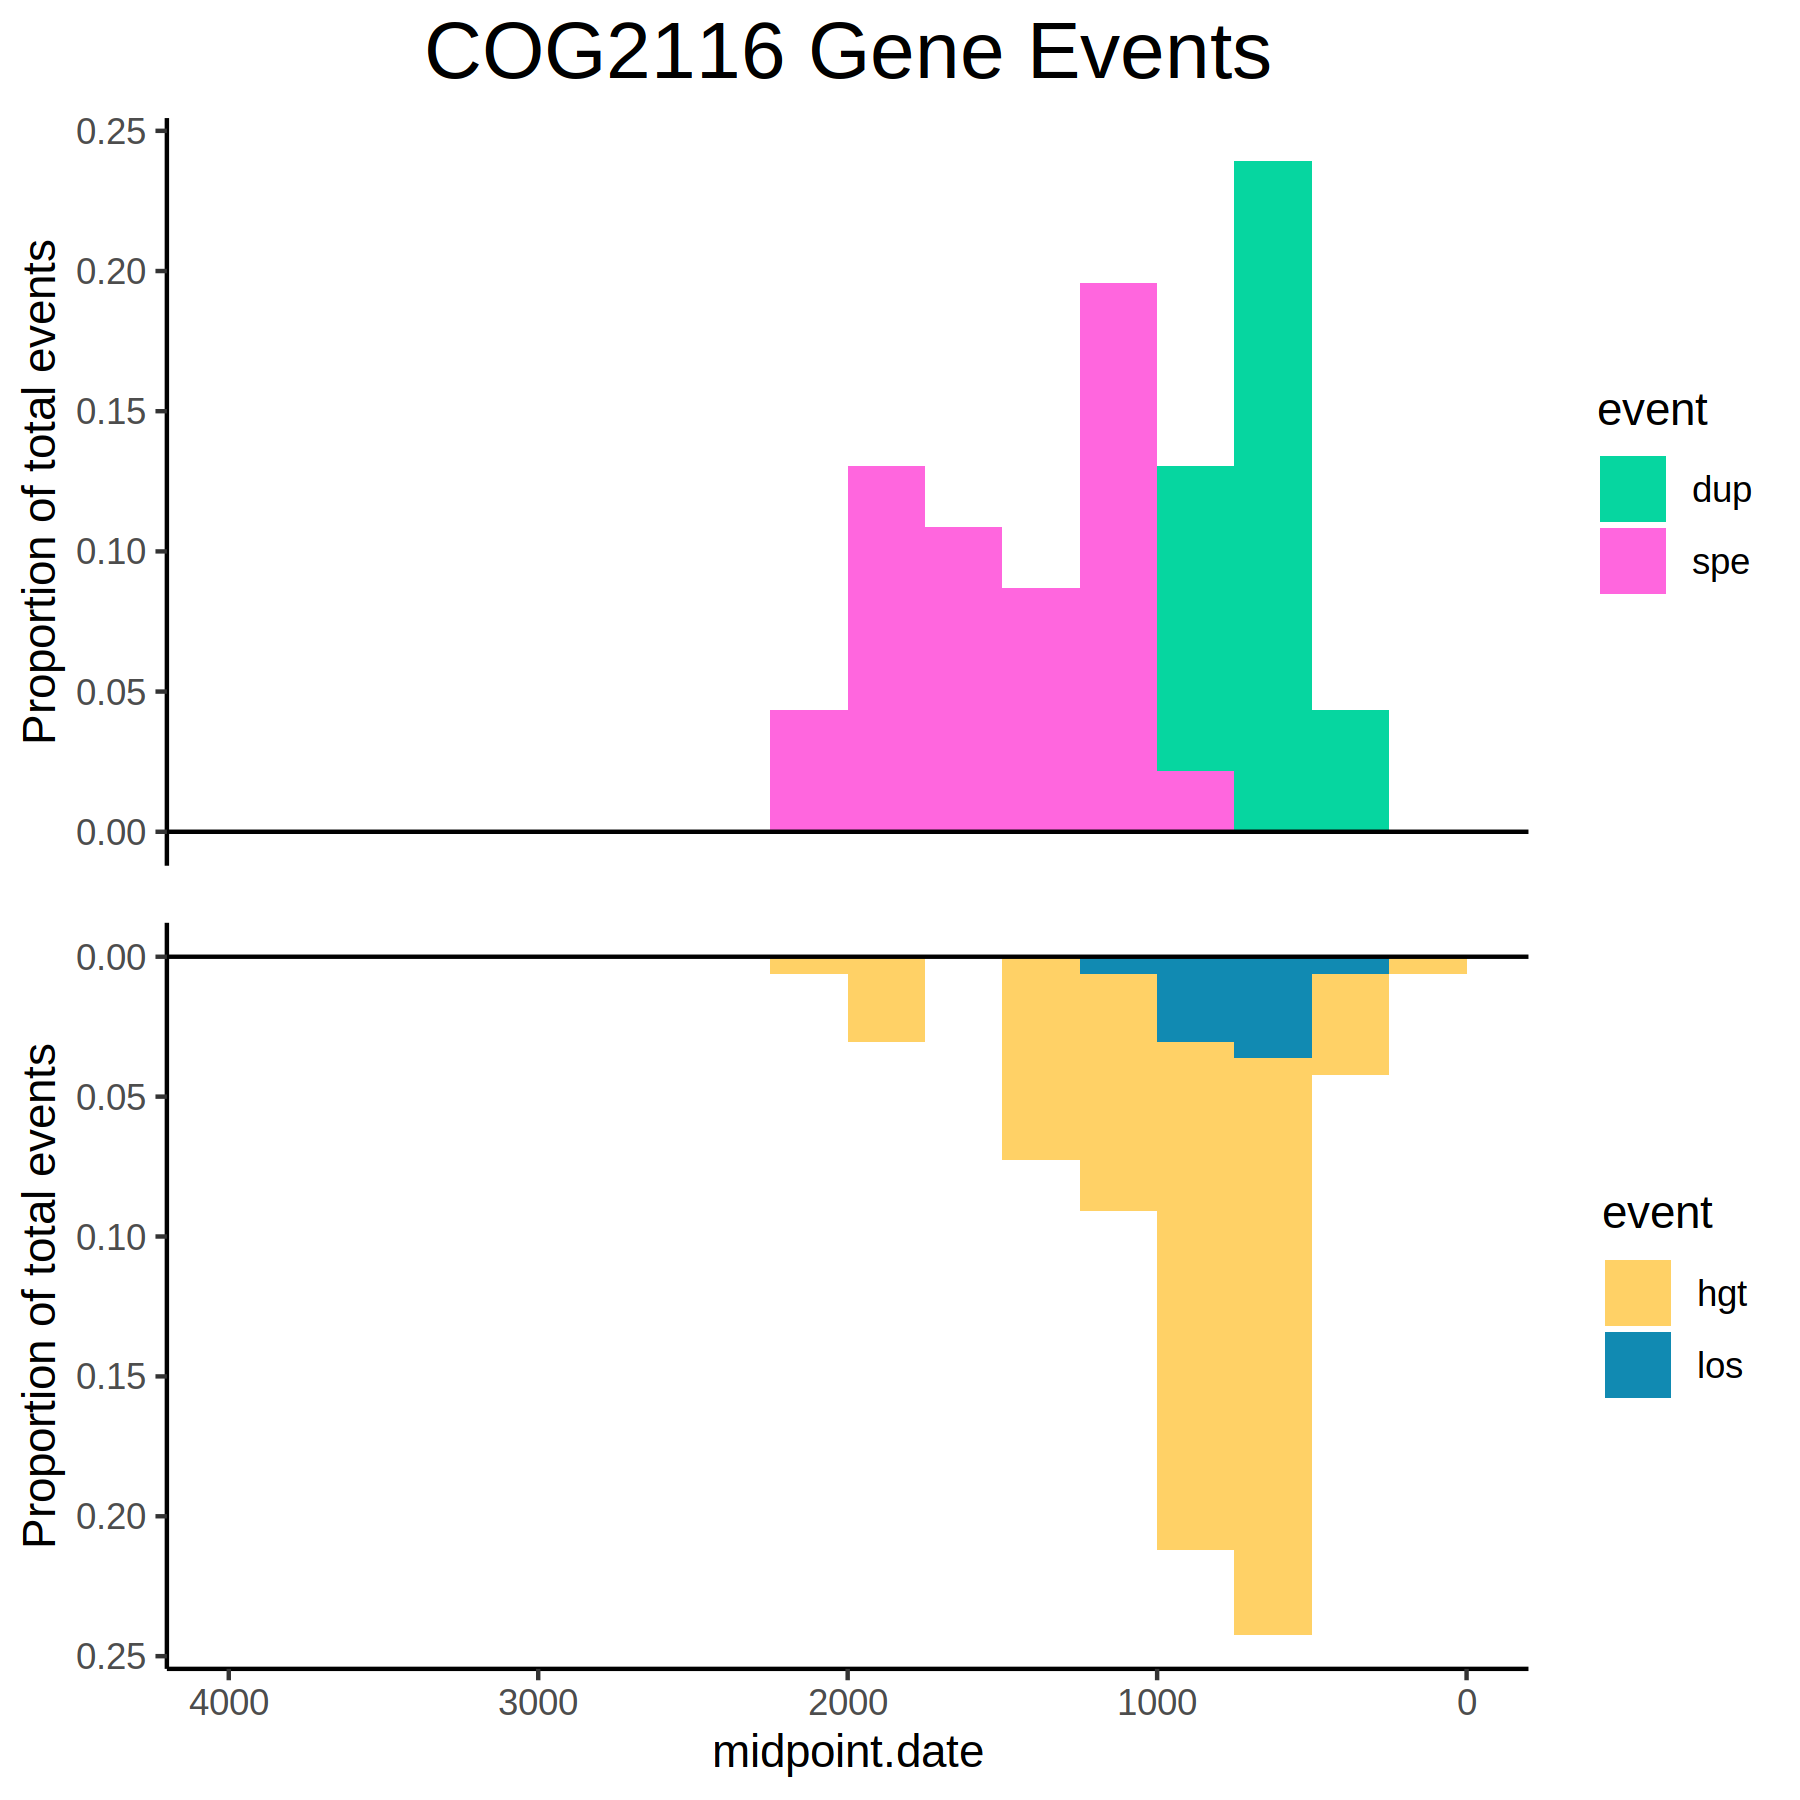 COG2116 Gene Events
Proportion of total events
0.25
0.20
0.15
0.10
0.05
0.00
event
dup
spe
Proportion of total events
0.00
0.05
0.10
0.15
0.20
0.25
event
hgt
los
4000 3000 2000 1000 0
midpoint.date